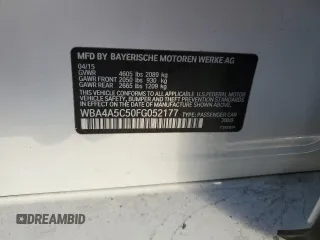 MFD BY BAYERISCHE MOTOREN WERKE AG
04/15
GVWR 4605 lbs 2089 kg
GAWR FRONT 2050 lbs 930 kg
GAWR REAR 2665 lbs 1209 kg
THIS VEHICLE CONFORMS TO ALL APPLICABLE U.S. FEDERAL MOTOR
VEHICLE SAFETY, BUMPER, AND THEFT PREVENTION STANDARDS
IN EFFECT ON THE DATE OF MANUFACTURE SHOWN ABOVE.
WBA4A5C50FG052177 TYPE: PASSENGER CAR
DREAMBID
DREAMBID.COM